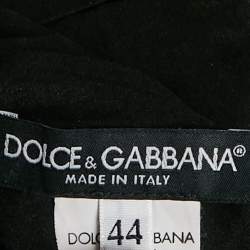 DOLCE & GABBANA®
MADE IN ITALY
DOL 44 BANA